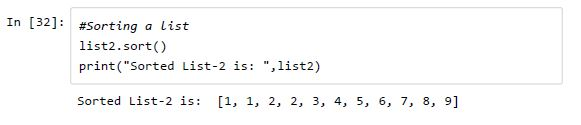 In [32]: #Sorting a list
list2.sort()
print("Sorted List-2 is: ",list2)
Sorted List-2 is:  [1, 1, 2, 2, 3, 4, 5, 6, 7, 8, 9]